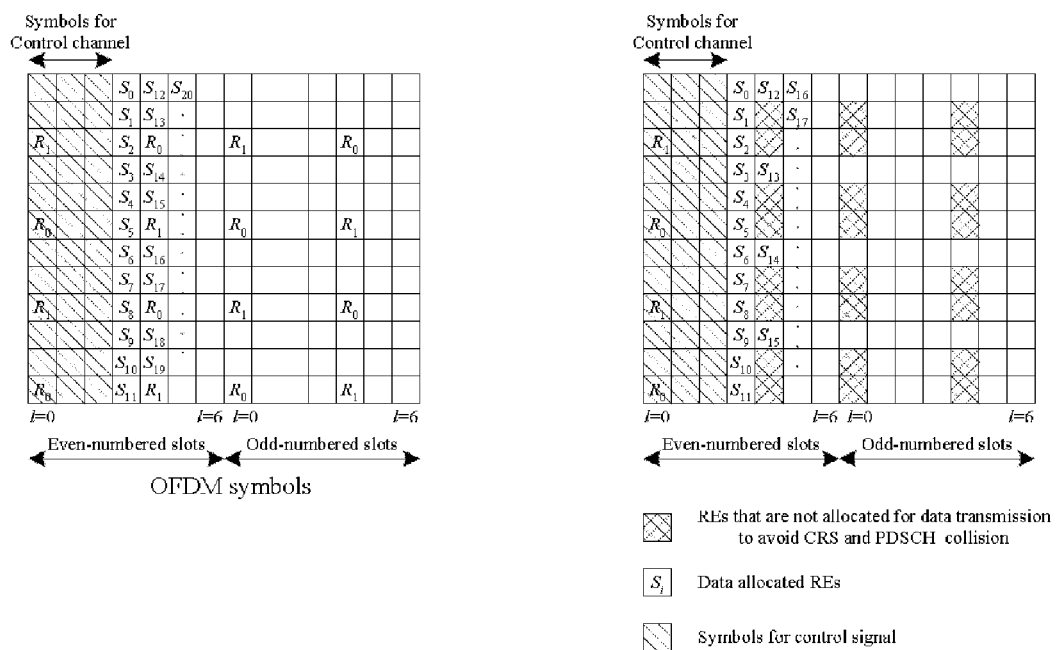 Symbols for
Control channel
S0 S12 S20
S1 S13
R1 S2 R0 R1 R0
S3 S14
S4 S15
R0 S5 R1 R0 R1
S6 S16
S7 S17
R1 S8 R0 R1 R0
S9 S18
S10 S19
R0 S11 R1 R0 R1
l=0 l=6 l=0 l=6
Even-numbered slots Odd-numbered slots
OFDM symbols
Symbols for
Control channel
S0 S12 S16
S1 S17
R1 S2
S3 S13
S4
R0 S5
S6 S14
S7
R1 S8
S9 S15
S10
R0 S11
l=0 l=6 l=0 l=6
Even-numbered slots Odd-numbered slots
REs that are not allocated for data transmission
to avoid CRS and PDSCH collision
Si Data allocated REs
Symbols for control signal